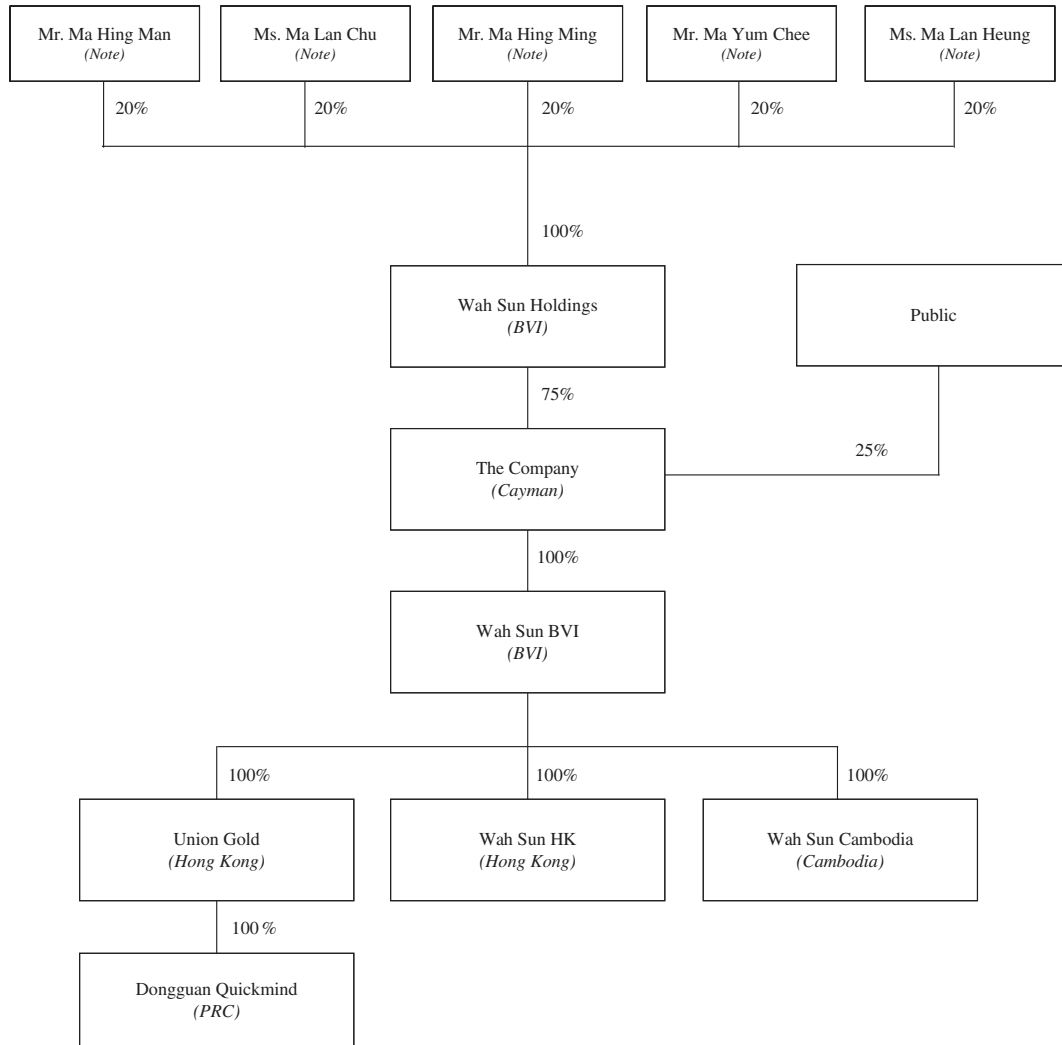 Mr. Ma Hing Man
(Note)
Ms. Ma Lan Chu
(Note)
Mr. Ma Hing Ming
(Note)
Mr. Ma Yum Chee
(Note)
Ms. Ma Lan Heung
(Note)
20%
20%
20%
20%
20%
100%
Wah Sun Holdings
(BVI)
Public
75%
25%
The Company
(Cayman)
100%
Wah Sun BVI
(BVI)
100%
100%
100%
Union Gold
(Hong Kong)
Wah Sun HK
(Hong Kong)
Wah Sun Cambodia
(Cambodia)
100 %
Dongguan Quickmind
(PRC)